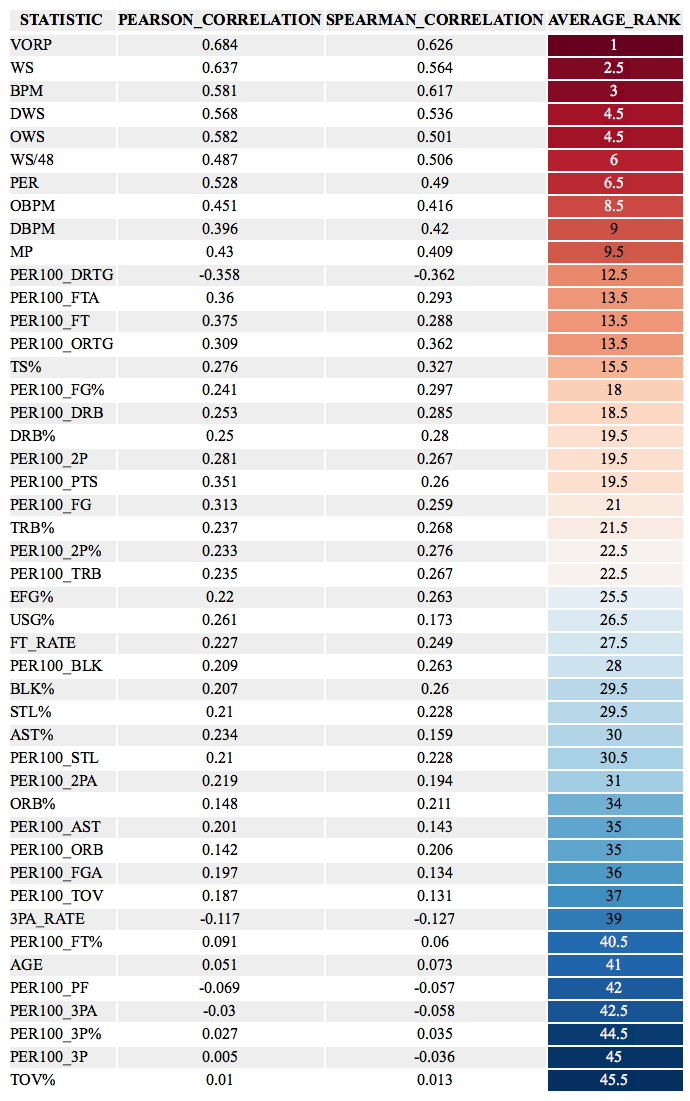 STATISTIC PEARSON_CORRELATION SPEARMAN_CORRELATION AVERAGE_RANK
VORP 0.684 0.626 1
WS 0.637 0.564 2.5
BPM 0.581 0.617 3
DWS 0.568 0.536 4.5
OWS 0.582 0.501 4.5
WS/48 0.487 0.506 6
PER 0.528 0.49 6.5
OBPM 0.451 0.416 8.5
DBPM 0.396 0.42 9
MP 0.43 0.409 9.5
PER100_DRTG -0.358 -0.362 12.5
PER100_FTA 0.36 0.293 13.5
PER100_FT 0.375 0.288 13.5
PER100_ORTG 0.309 0.362 13.5
TS% 0.276 0.327 15.5
PER100_FG% 0.241 0.297 18
PER100_DRB 0.253 0.285 18.5
DRB% 0.25 0.28 19.5
PER100_2P 0.281 0.267 19.5
PER100_PTS 0.351 0.26 19.5
PER100_FG 0.313 0.259 21
TRB% 0.237 0.268 21.5
PER100_2P% 0.233 0.276 22.5
PER100_TRB 0.235 0.267 22.5
EFG% 0.22 0.263 25.5
USG% 0.261 0.173 26.5
FT_RATE 0.227 0.249 27.5
PER100_BLK 0.209 0.263 28
BLK% 0.207 0.26 29.5
STL% 0.21 0.228 29.5
AST% 0.234 0.159 30
PER100_STL 0.21 0.228 30.5
PER100_2PA 0.219 0.194 31
ORB% 0.148 0.211 34
PER100_AST 0.201 0.143 35
PER100_ORB 0.142 0.206 35
PER100_FGA 0.197 0.134 36
PER100_TOV 0.187 0.131 37
3PA_RATE -0.117 -0.127 39
PER100_FT% 0.091 0.06 40.5
AGE 0.051 0.073 41
PER100_PF -0.069 -0.057 42
PER100_3PA -0.03 -0.058 42.5
PER100_3P% 0.027 0.035 44.5
PER100_3P 0.005 -0.036 45
TOV% 0.01 0.013 45.5